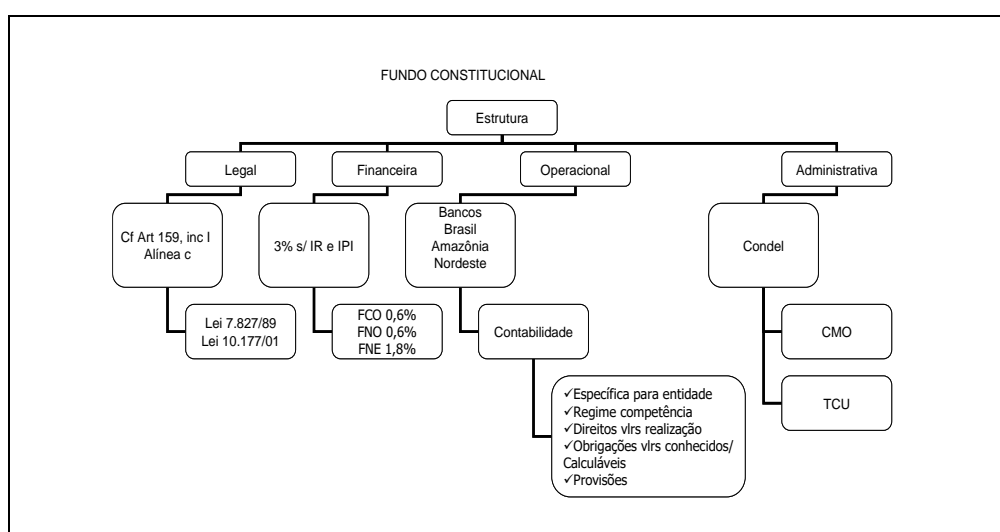 FUNDO CONSTITUCIONAL
Estrutura
Legal
Financeira
Operacional
Administrativa
Cf Art 159, inc I
Alínea c
3% s/ IR e IPI
Bancos
Brasil
Amazônia
Nordeste
Condel
Lei 7.827/89
Lei 10.177/01
FCO 0,6%
FNO 0,6%
FNE 1,8%
Contabilidade
CMO
TCU
✓Específica para entidade
✓Regime competência
✓Direitos vlrs realização
✓Obrigações vlrs conhecidos/
Calculáveis
✓Provisões